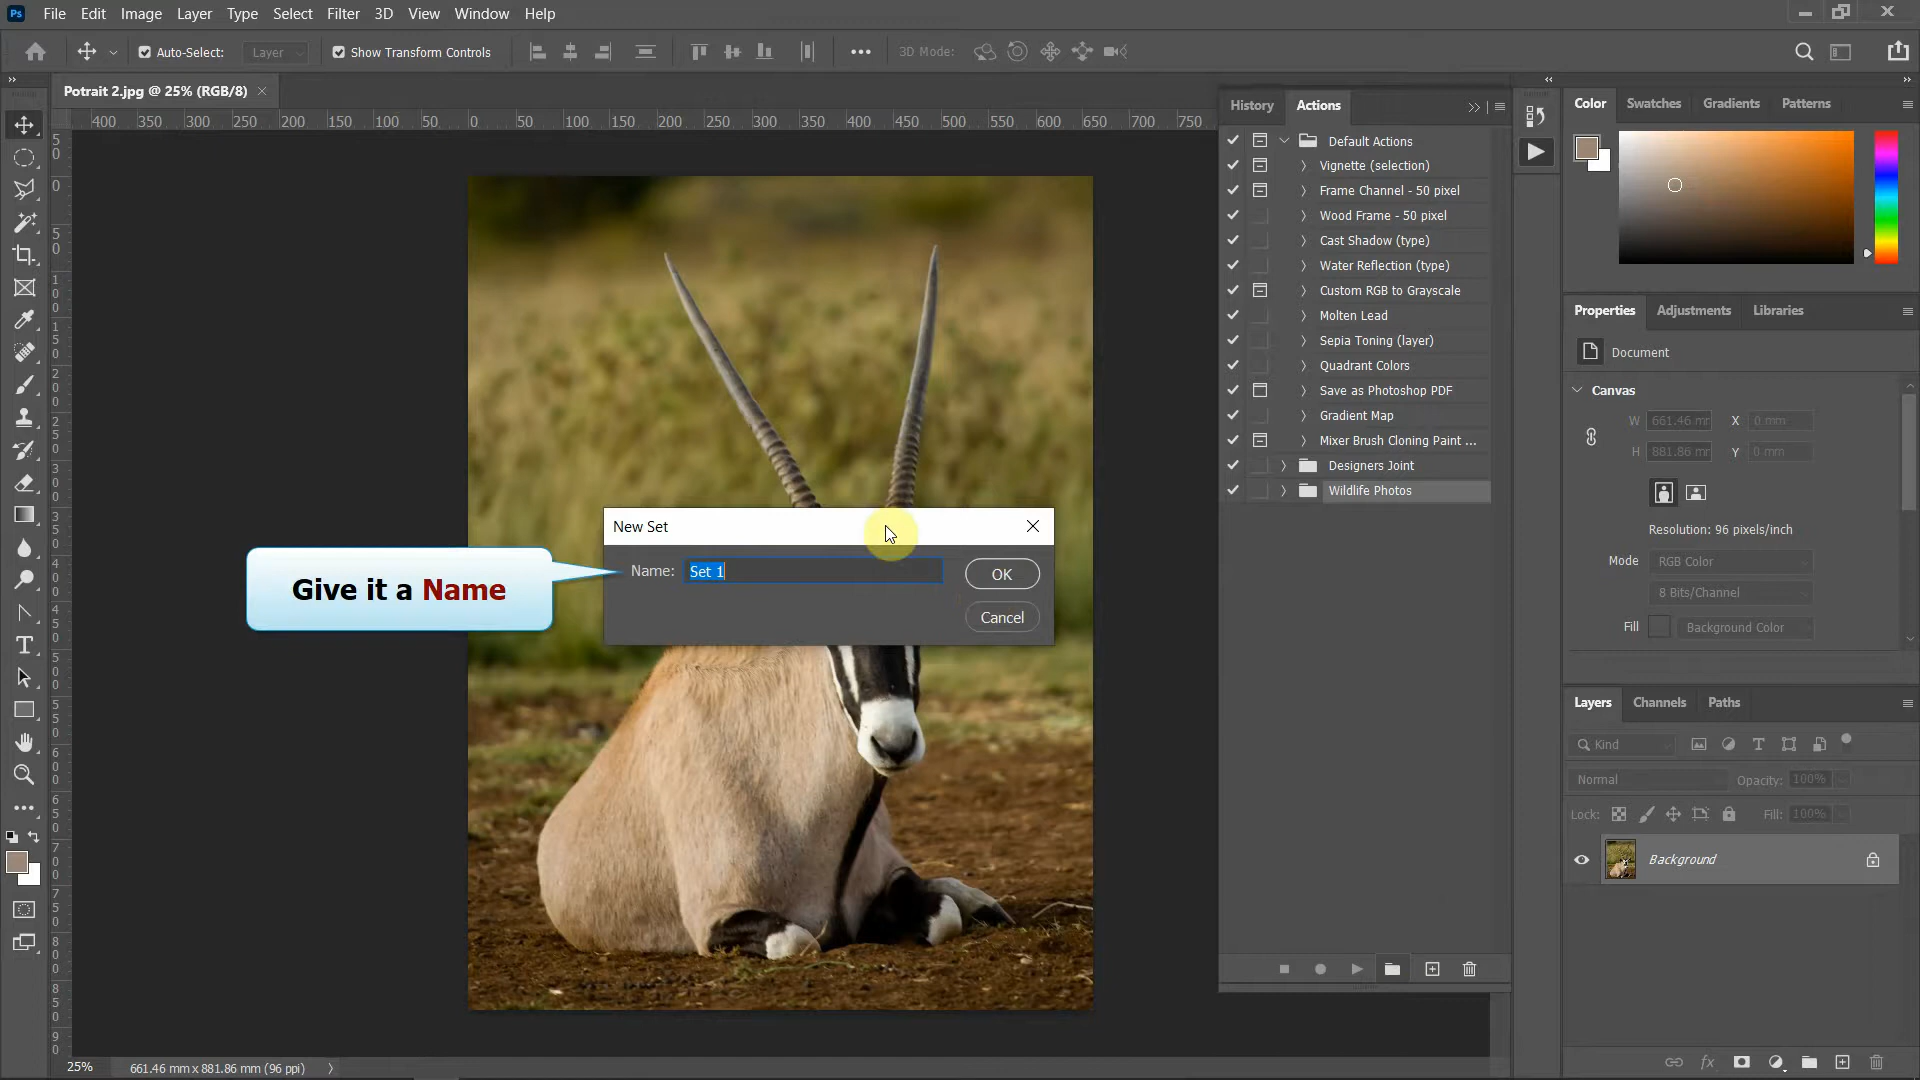 Ps File Edit Image Layer Type Select Filter 3D View Window Help
Auto-Select: Layer Show Transform Controls 3D Mode:
Potrait 2.jpg @ 25% (RGB/8)
400 350 300 250 200 150 100 50 0 50 100 150 200 250 300 350 400 450 500 550 600 650 700 750
History Actions
Default Actions
Vignette (selection)
Frame Channel - 50 pixel
Wood Frame - 50 pixel
Cast Shadow (type)
Water Reflection (type)
Custom RGB to Grayscale
Molten Lead
Sepia Toning (layer)
Quadrant Colors
Save as Photoshop PDF
Gradient Map
Mixer Brush Cloning Paint ...
Designers Joint
Wildlife Photos
New Set
Name: Set 1
OK
Cancel
Give it a Name
Color Swatches Gradients Patterns
Properties Adjustments Libraries
Document
Canvas
W 661.46 mr X 0 mm
H 881.86 mr Y 0 mm
Resolution: 96 pixels/inch
Mode RGB Color
8 Bits/Channel
Fill Background Color
Layers Channels Paths
Kind
Normal Opacity: 100%
Lock: Fill: 100%
Background
fx
25% 661.46 mm x 881.86 mm (96 ppi)